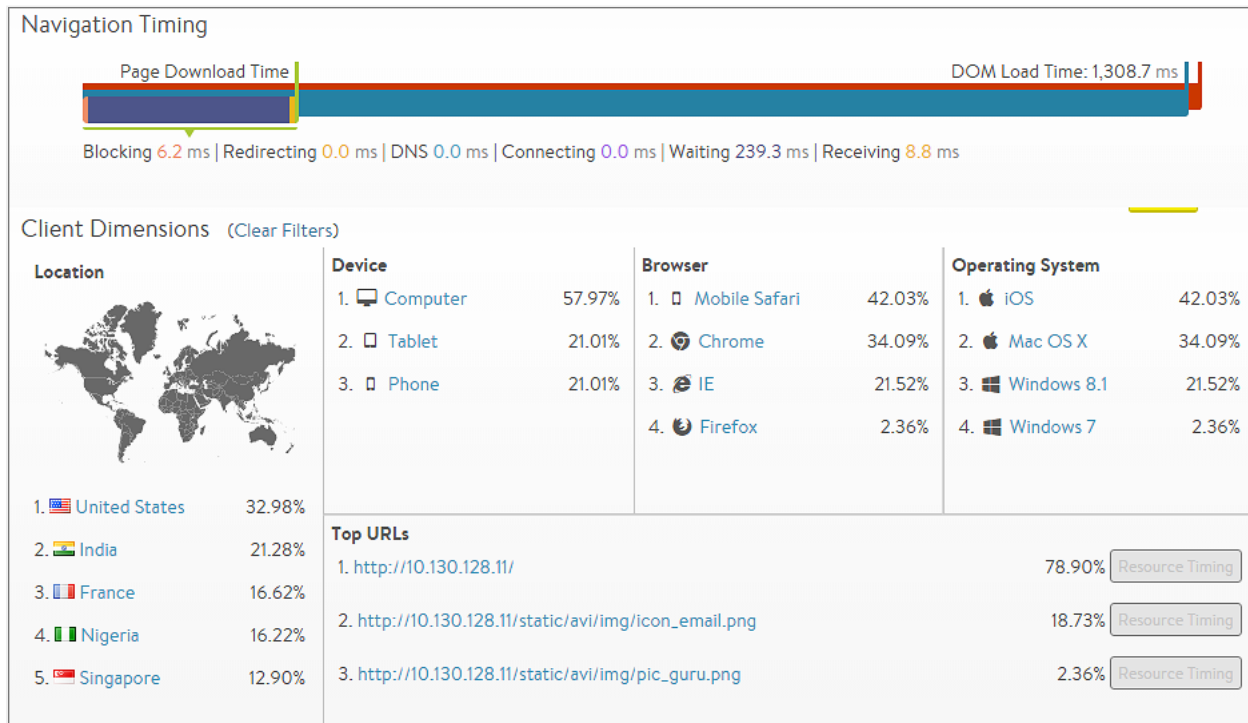 Navigation Timing
Page Download Time
DOM Load Time: 1,308.7 ms
Blocking 6.2 ms | Redirecting 0.0 ms | DNS 0.0 ms | Connecting 0.0 ms | Waiting 239.3 ms | Receiving 8.8 ms
Client Dimensions (Clear Filters)
Location
1. United States 32.98%
2. India 21.28%
3. France 16.62%
4. Nigeria 16.22%
5. Singapore 12.90%
Device
1. Computer 57.97%
2. Tablet 21.01%
3. Phone 21.01%
Browser
1. Mobile Safari 42.03%
2. Chrome 34.09%
3. IE 21.52%
4. Firefox 2.36%
Operating System
1. iOS 42.03%
2. Mac OS X 34.09%
3. Windows 8.1 21.52%
4. Windows 7 2.36%
Top URLs
1. http://10.130.128.11/ 78.90% Resource Timing
2. http://10.130.128.11/static/avi/img/icon_email.png 18.73% Resource Timing
3. http://10.130.128.11/static/avi/img/pic_guru.png 2.36% Resource Timing